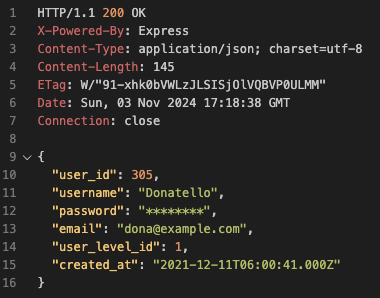 1 HTTP/1.1 200 OK
2 X-Powered-By: Express
3 Content-Type: application/json; charset=utf-8
4 Content-Length: 145
5 ETag: W/"91-xhk0bVWLzJLSISjOlVQBVP0ULMM"
6 Date: Sun, 03 Nov 2024 17:18:38 GMT
7 Connection: close
8
9 {
10 "user_id": 305,
11 "username": "Donatello",
12 "password": "********",
13 "email": "dona@example.com",
14 "user_level_id": 1,
15 "created_at": "2021-12-11T06:00:41.000Z"
16 }